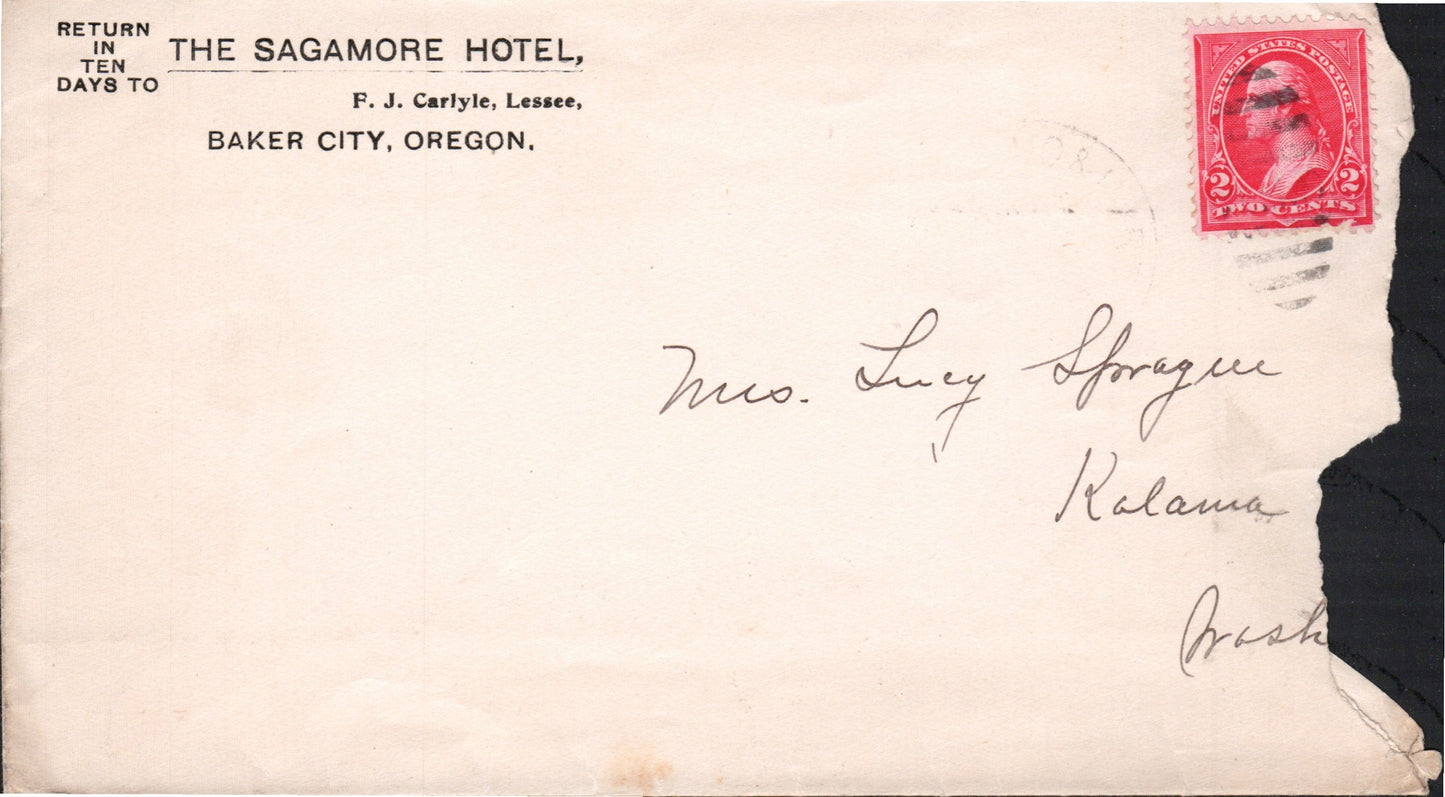 RETURN
IN
TEN
DAYS TO
THE SAGAMORE HOTEL,
F. J. Carlyle, Lessee,
BAKER CITY, OREGON.
UNITED STATES POSTAGE
2 2
TWO CENTS
Mrs. Lucy Sprague
Kalama
Wash